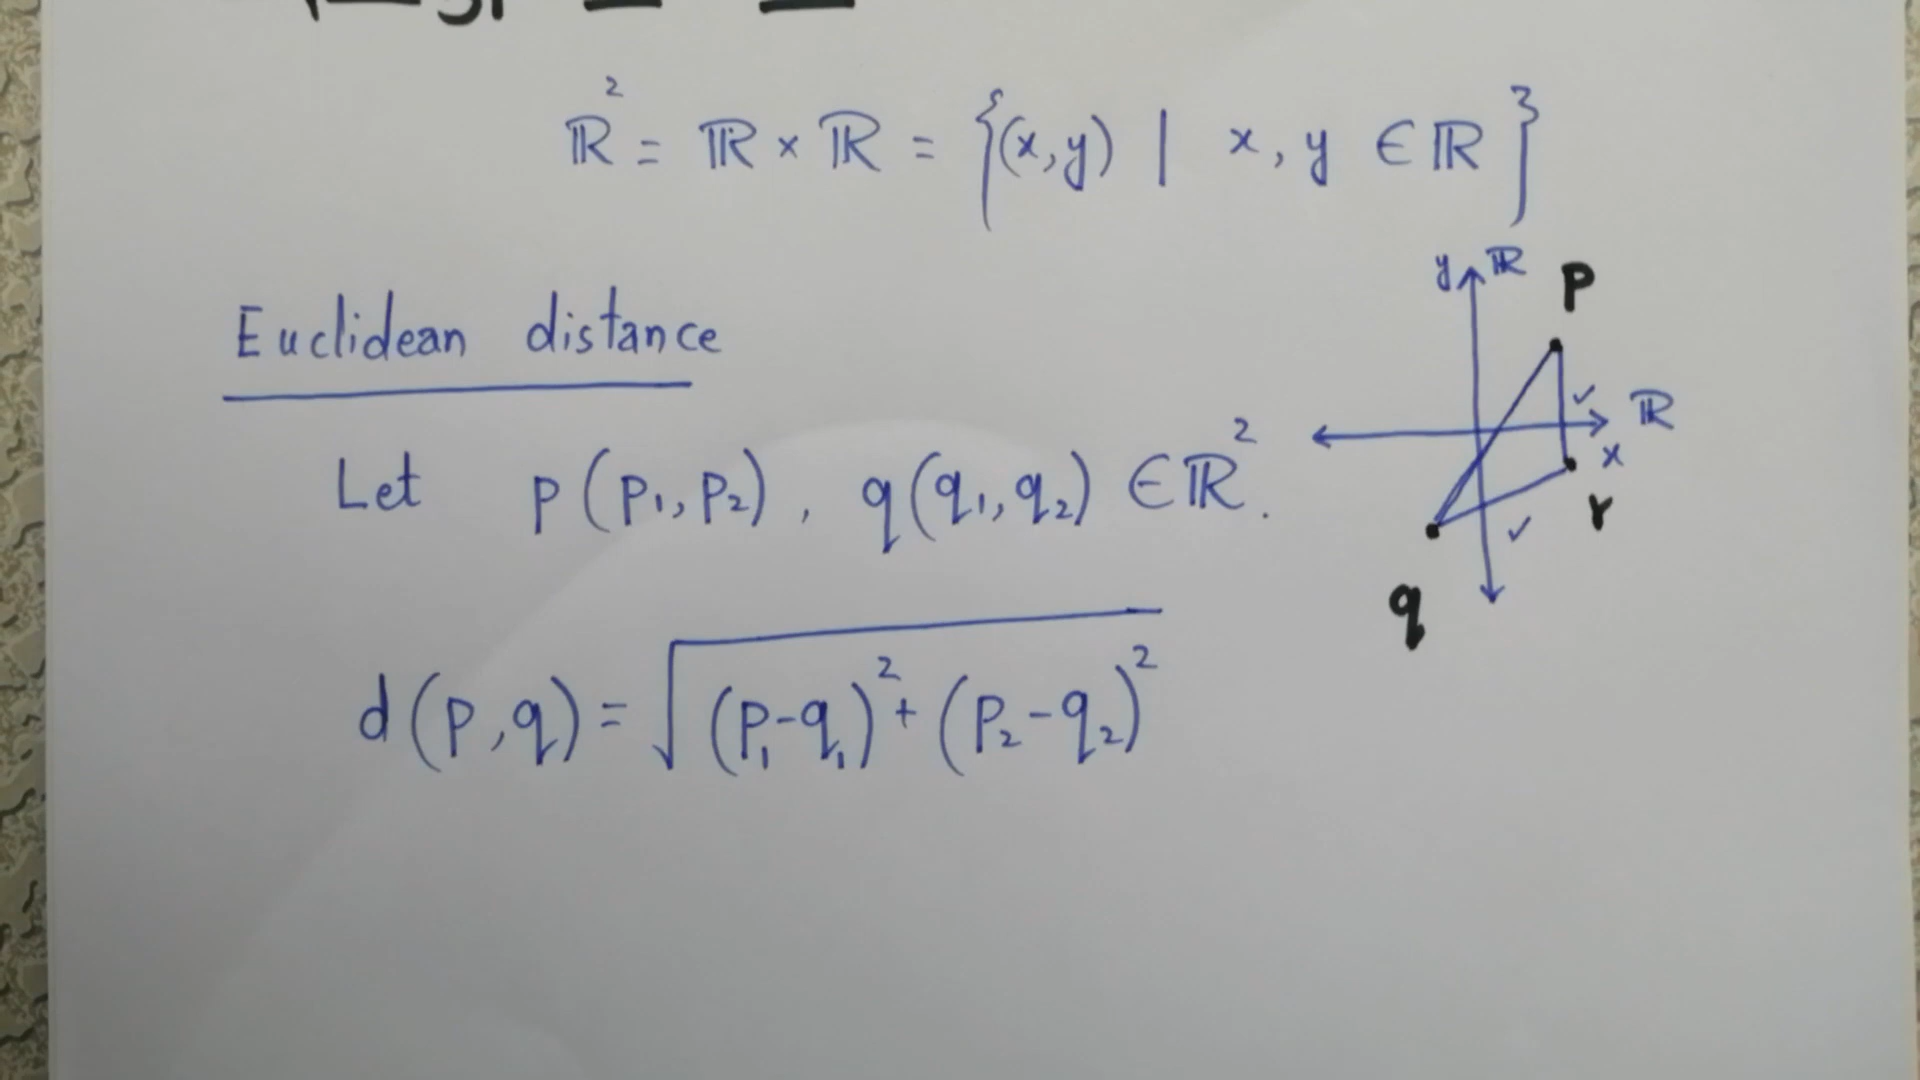 ℝ² = ℝ × ℝ = {(x,y) | x, y ∈ ℝ}
y ℝ p
Euclidean distance
ℝ
x
Let p(p₁,p₂), q(q₁,q₂) ∈ ℝ².
r
q
d(p,q) = √((p₁-q₁)² + (p₂-q₂)²)